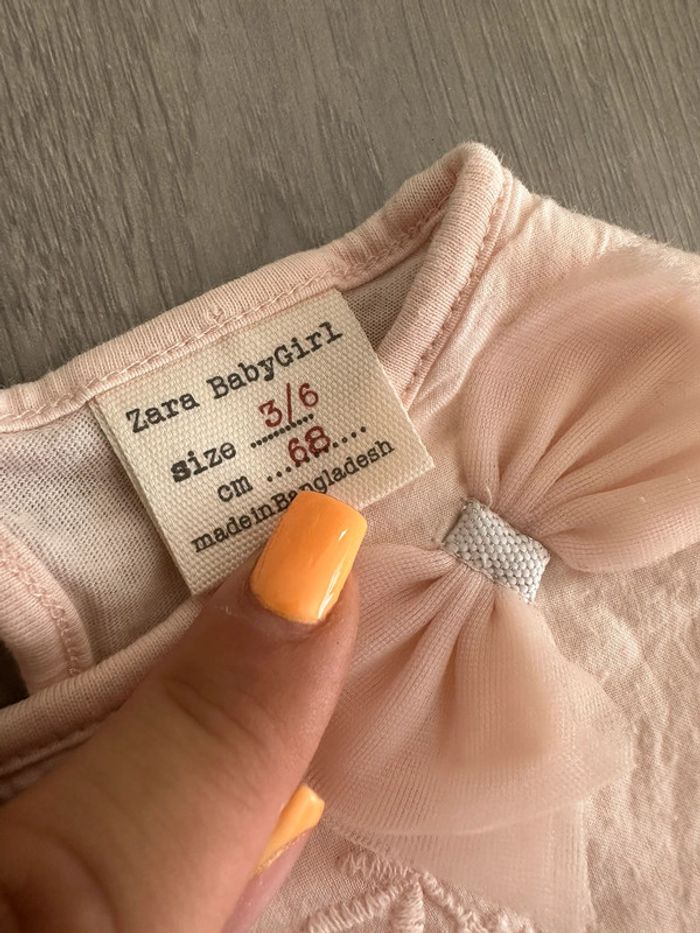 Zara BabyGirl
size 3/6
cm 68
made in Bangladesh